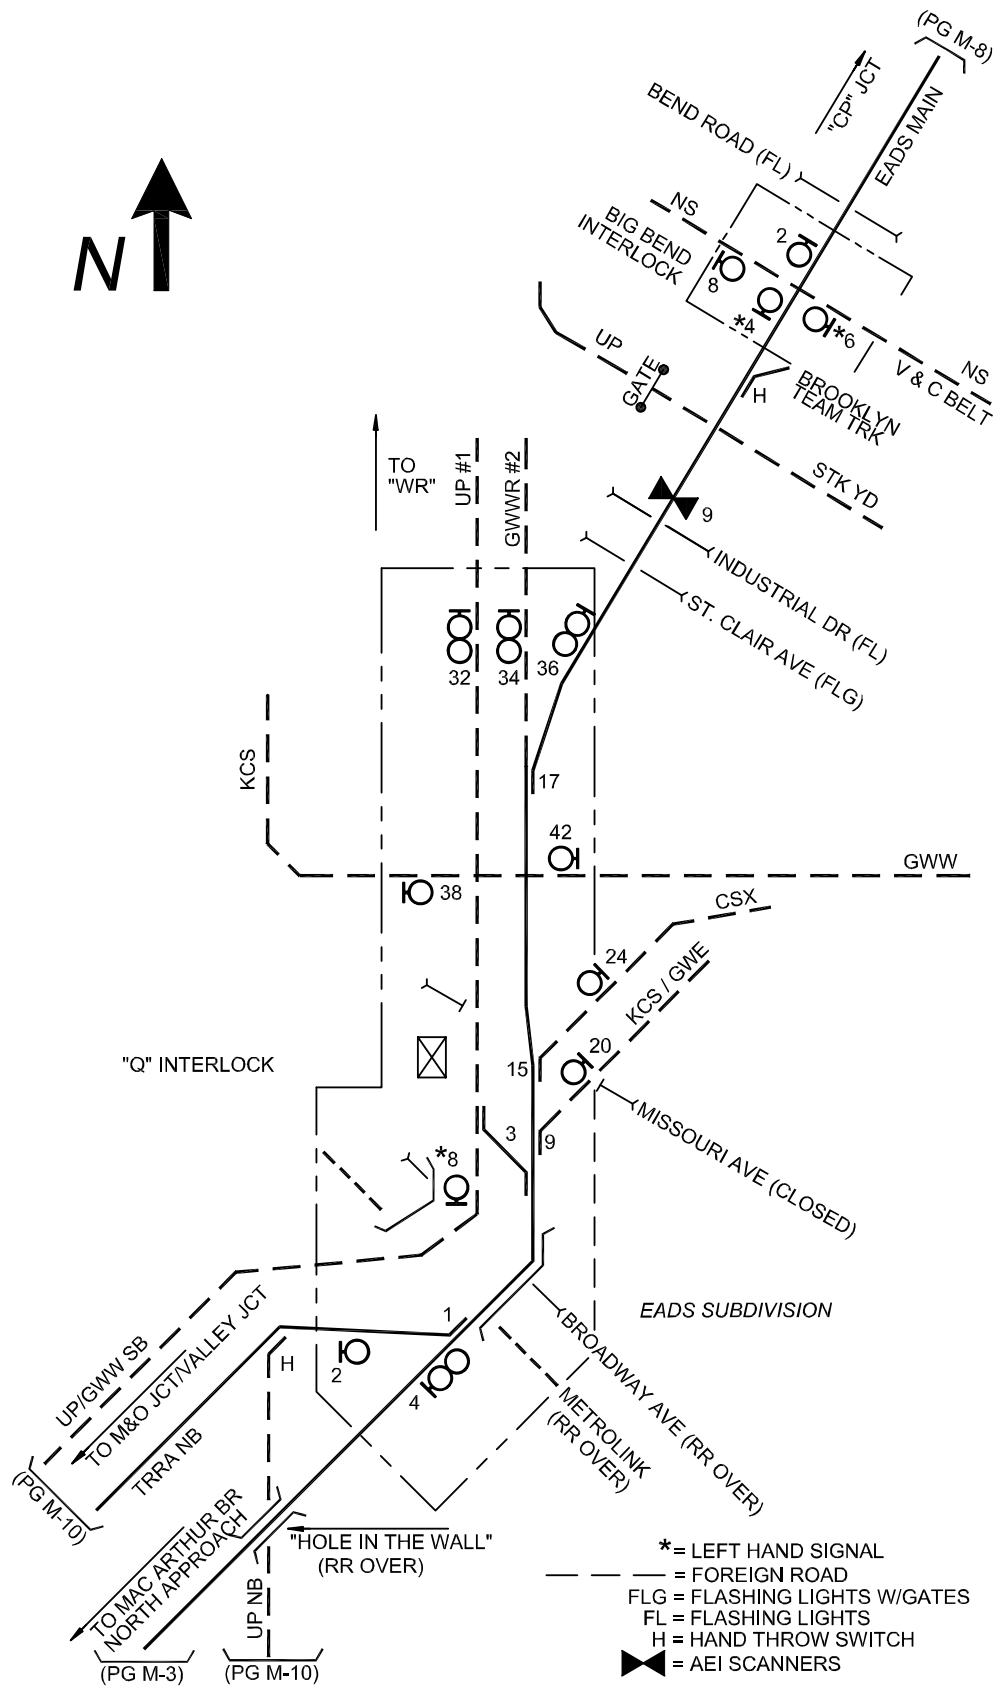 (PG M-8)
"CP" JCT
EADS MAIN
BEND ROAD (FL)
NS
BIG BEND
INTERLOCK
2
8
*4
*6
NS
V & C BELT
N
UP
GATE
H
BROOKLYN
TEAM TRK
STK YD
TO
"WR"
UP #1
GWWR #2
9
INDUSTRIAL DR (FL)
ST. CLAIR AVE (FLG)
32
34
36
KCS
17
42
GWW
38
CSX
24
KCS / GWE
"Q" INTERLOCK
15
20
3
9
MISSOURI AVE (CLOSED)
*8
EADS SUBDIVISION
1
UP/GWW SB
TO M&O JCT/VALLEY JCT
TRRA NB
H
2
4
BROADWAY AVE (RR OVER)
METROLINK
(RR OVER)
(PG M-10)
TO MAC ARTHUR BR
NORTH APPROACH
"HOLE IN THE WALL"
(RR OVER)
UP NB
(PG M-3)
(PG M-10)
* = LEFT HAND SIGNAL
= FOREIGN ROAD
FLG = FLASHING LIGHTS W/GATES
FL = FLASHING LIGHTS
H = HAND THROW SWITCH
= AEI SCANNERS